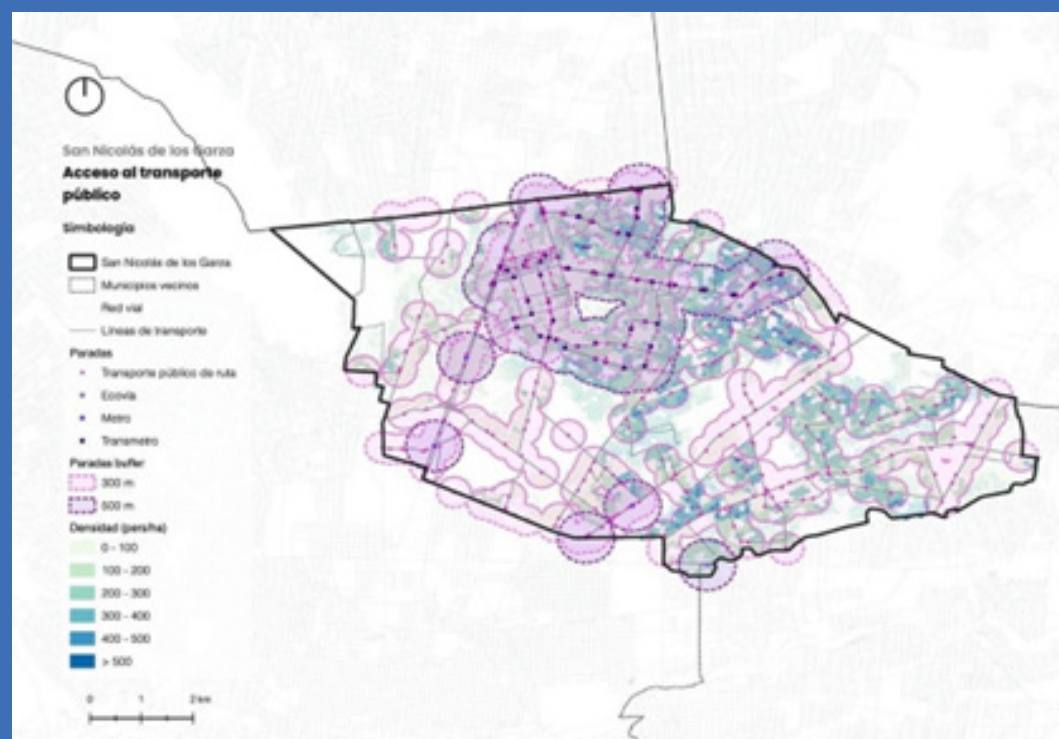 San Nicolás de los Garza
Acceso al transporte
público
Simbología
San Nicolás de los Garza
Municipios vecinos
Red vial
Líneas de transporte
Paradas
Transporte público de ruta
Ecovía
Metro
Transmetro
Paradas buffer
300 m
500 m
Densidad (pers/ha)
0 - 100
100 - 200
200 - 300
300 - 400
400 - 500
> 500
0 1 2 km